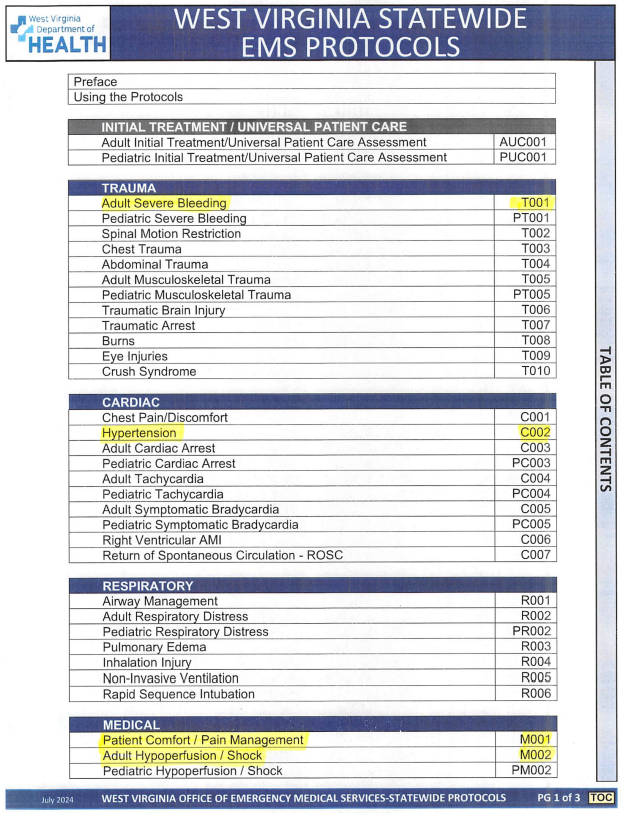 West Virginia
Department of
HEALTH
WEST VIRGINIA STATEWIDE
EMS PROTOCOLS
Preface
Using the Protocols
INITIAL TREATMENT / UNIVERSAL PATIENT CARE
Adult Initial Treatment/Universal Patient Care Assessment AUC001
Pediatric Initial Treatment/Universal Patient Care Assessment PUC001
TRAUMA
Adult Severe Bleeding T001
Pediatric Severe Bleeding PT001
Spinal Motion Restriction T002
Chest Trauma T003
Abdominal Trauma T004
Adult Musculoskeletal Trauma T005
Pediatric Musculoskeletal Trauma PT005
Traumatic Brain Injury T006
Traumatic Arrest T007
Burns T008
Eye Injuries T009
Crush Syndrome T010
CARDIAC
Chest Pain/Discomfort C001
Hypertension C002
Adult Cardiac Arrest C003
Pediatric Cardiac Arrest PC003
Adult Tachycardia C004
Pediatric Tachycardia PC004
Adult Symptomatic Bradycardia C005
Pediatric Symptomatic Bradycardia PC005
Right Ventricular AMI C006
Return of Spontaneous Circulation - ROSC C007
RESPIRATORY
Airway Management R001
Adult Respiratory Distress R002
Pediatric Respiratory Distress PR002
Pulmonary Edema R003
Inhalation Injury R004
Non-Invasive Ventilation R005
Rapid Sequence Intubation R006
MEDICAL
Patient Comfort / Pain Management M001
Adult Hypoperfusion / Shock M002
Pediatric Hypoperfusion / Shock PM002
TABLE OF CONTENTS
July 2024 WEST VIRGINIA OFFICE OF EMERGENCY MEDICAL SERVICES-STATEWIDE PROTOCOLS PG 1 of 3 TOC